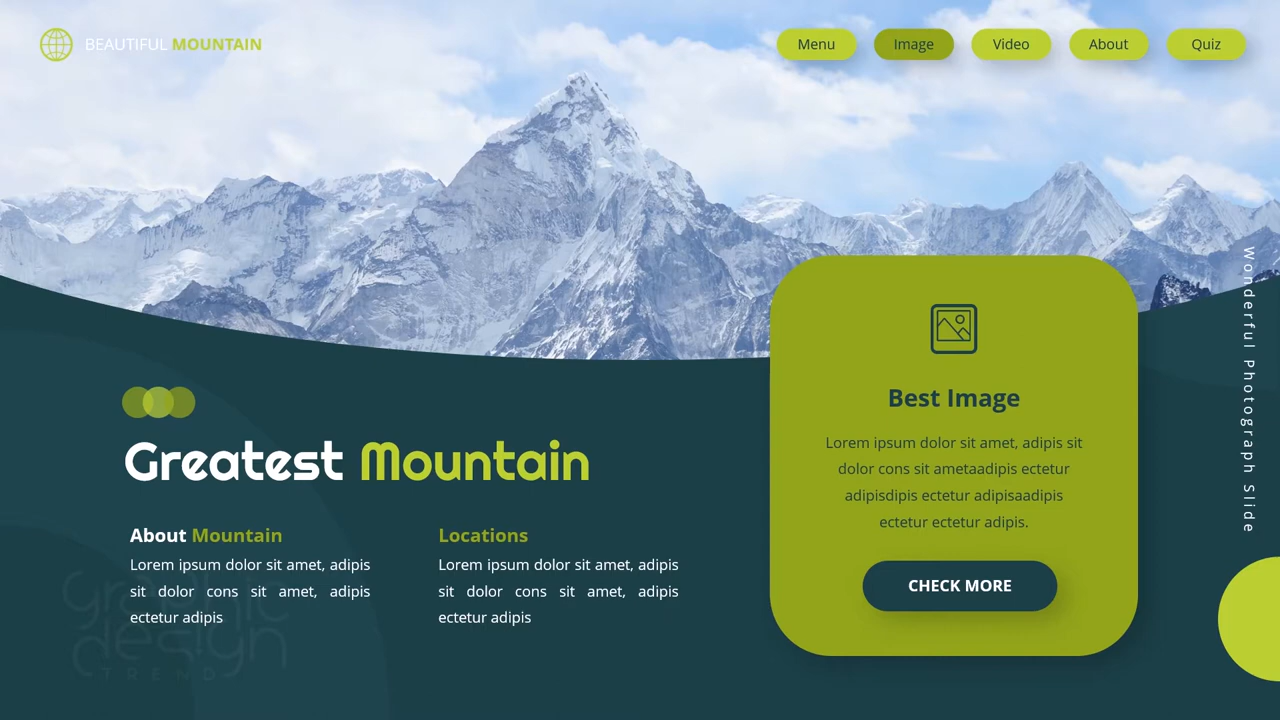 BEAUTIFUL MOUNTAIN
Menu
Image
Video
About
Quiz
Wonderful Photograph Slide
Greatest Mountain
About Mountain
Lorem ipsum dolor sit amet, adipis
sit dolor cons sit amet, adipis
ectetur adipis
Locations
Lorem ipsum dolor sit amet, adipis
sit dolor cons sit amet, adipis
ectetur adipis
Best Image
Lorem ipsum dolor sit amet, adipis sit
dolor cons sit ametaadipis ectetur
adipisdipis ectetur adipisaadipis
ectetur ectetur adipis.
CHECK MORE
graphic
design
TREND